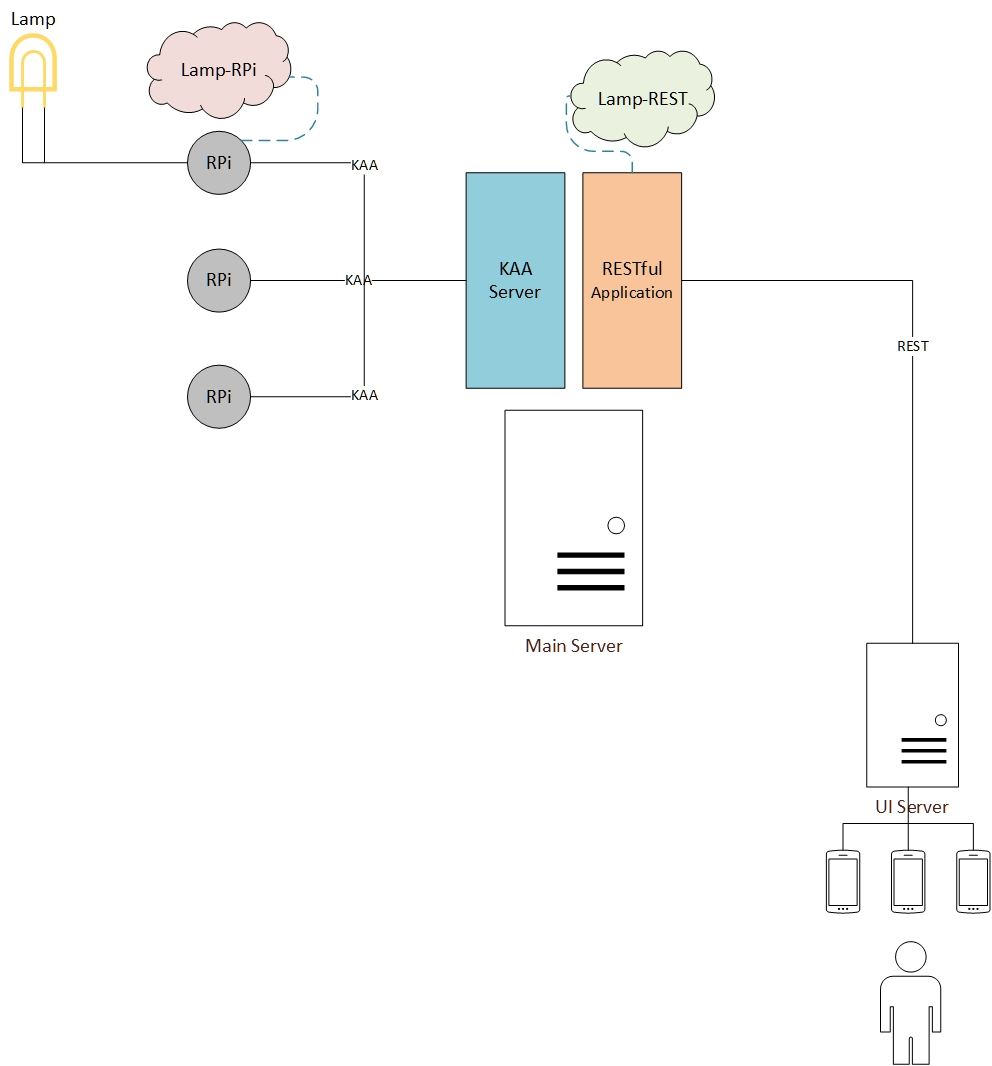 Lamp
Lamp-RPi
Lamp-REST
RPi
KAA
RPi
KAA
KAA
Server
RESTful
Application
REST
RPi
KAA
Main Server
UI Server